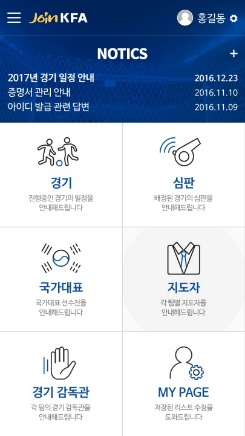 Join KFA
홍길동
NOTICS
+
2017년 경기 일정 안내 2016.12.23
증명서 관리 안내 2016.11.10
아이디 발급 관련 답변 2016.11.09
경기
진행중인 경기의 일정을
안내해드립니다
심판
배정된 경기의 심판을
안내해드립니다
국가대표
국가대표 선수진을
안내해드립니다
지도자
각 팀별 지도자를
안내해드립니다
경기 감독관
각 팀의 경기 감독관을
안내해드립니다
MY PAGE
저장된 리스트 수정을
도와드립니다